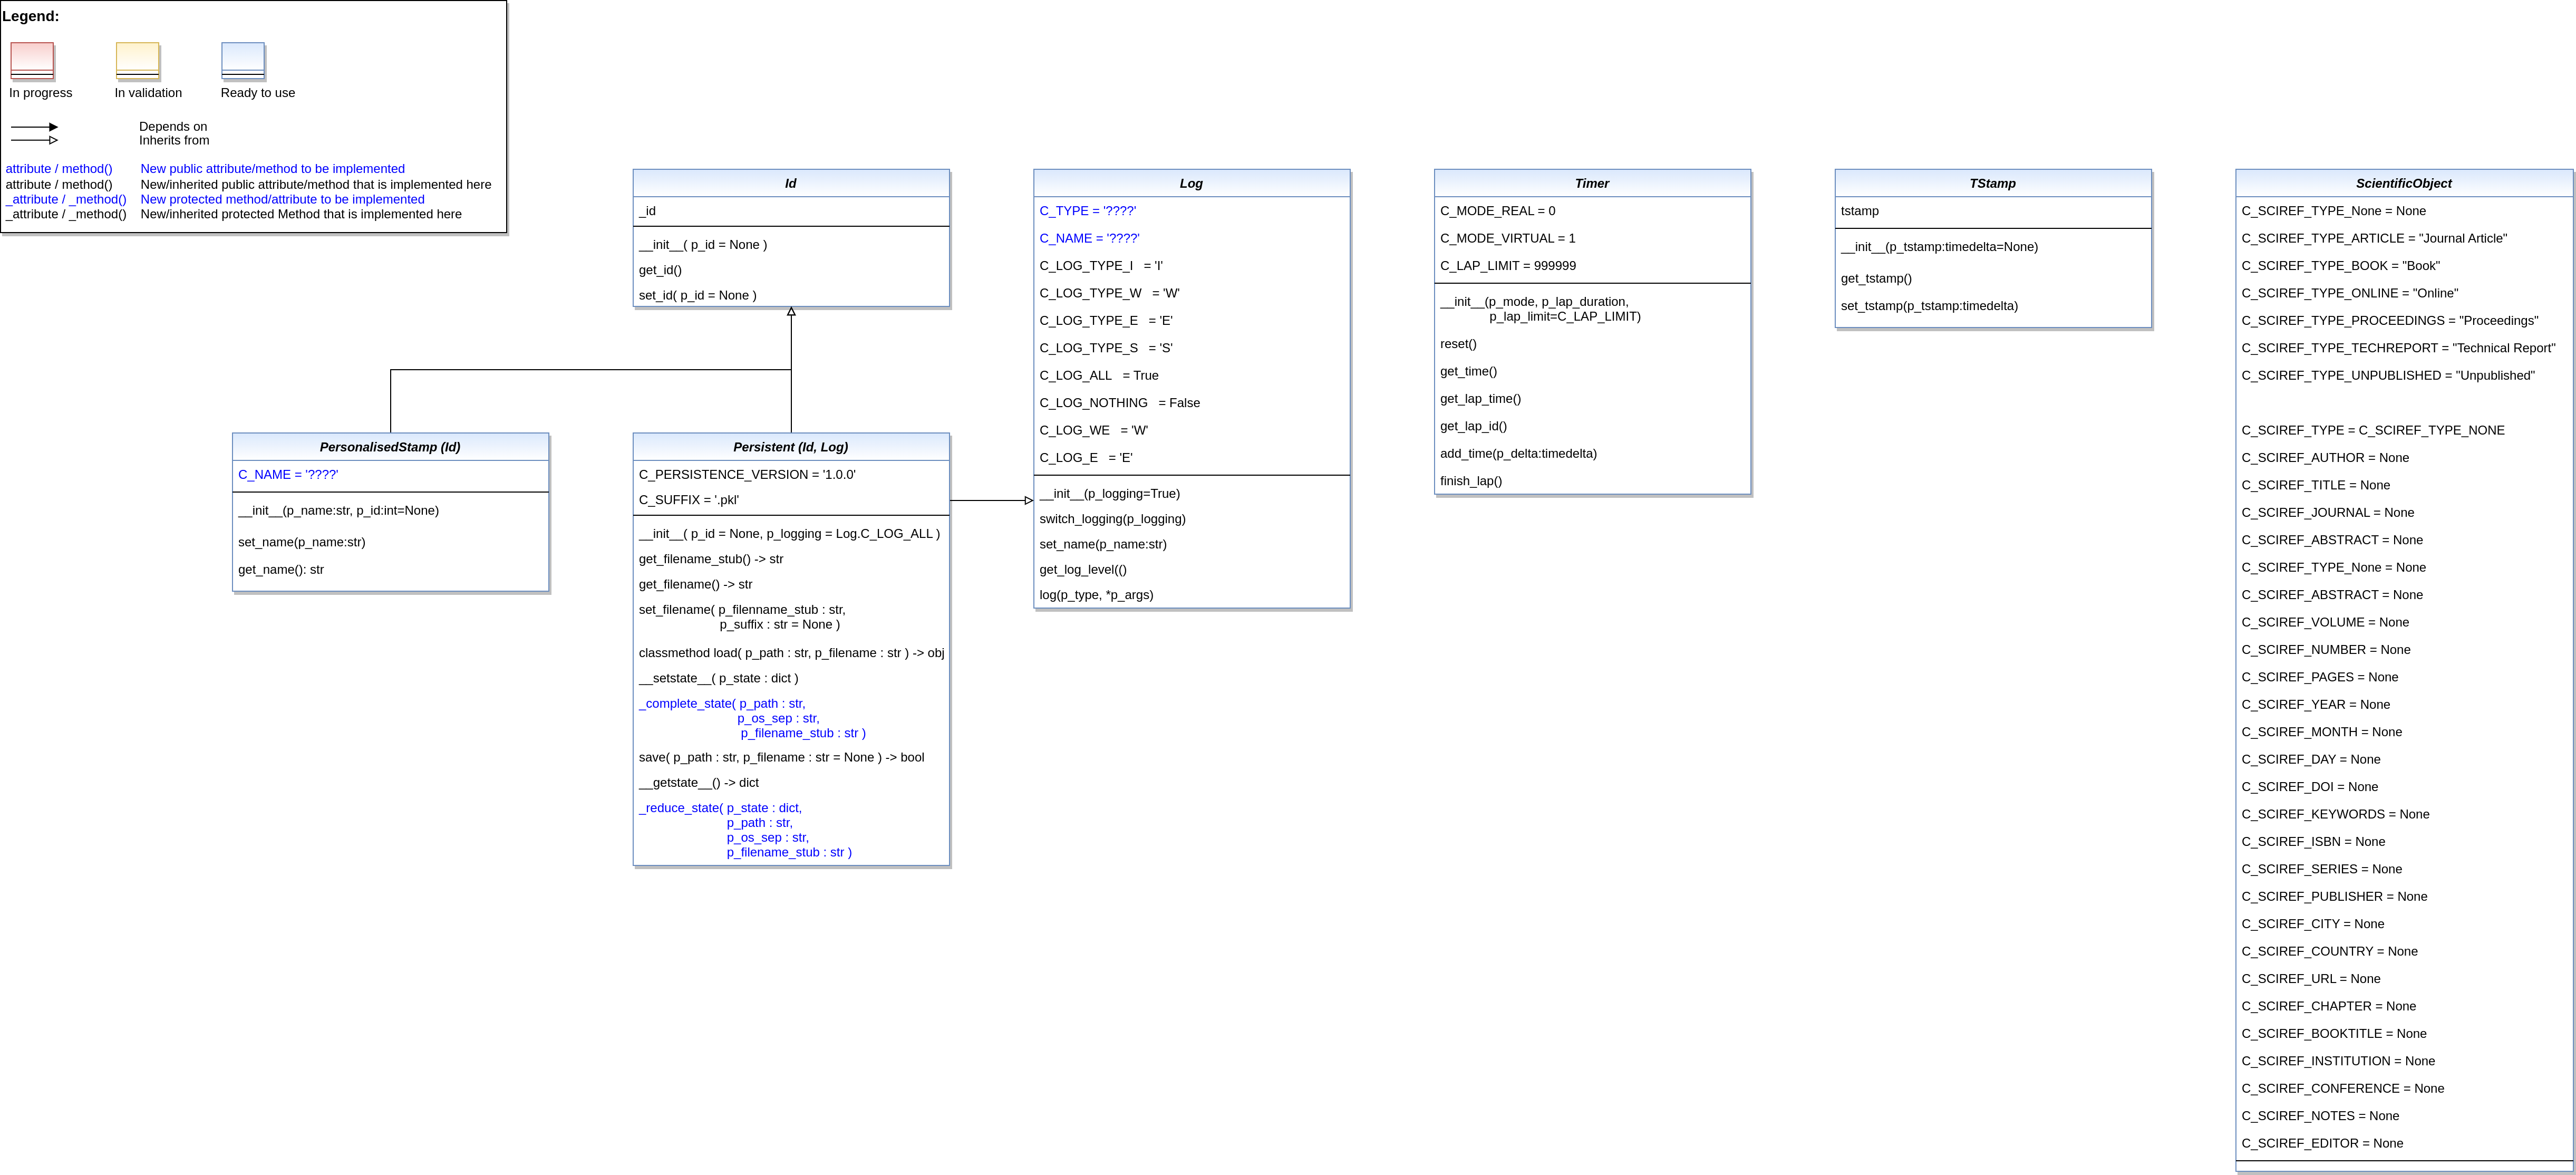 Legend:
In progress
In validation
Ready to use
Depends on
Inherits from
attribute / method() New public attribute/method to be implemented
attribute / method() New/inherited public attribute/method that is implemented here
_attribute / _method() New protected method/attribute to be implemented
_attribute / _method() New/inherited protected Method that is implemented here
Id
_id
__init__( p_id = None )
get_id()
set_id( p_id = None )
PersonalisedStamp (Id)
C_NAME = '????'
__init__(p_name:str, p_id:int=None)
set_name(p_name:str)
get_name(): str
Persistent (Id, Log)
C_PERSISTENCE_VERSION = '1.0.0'
C_SUFFIX = '.pkl'
__init__( p_id = None, p_logging = Log.C_LOG_ALL )
get_filename_stub() -> str
get_filename() -> str
set_filename( p_filenname_stub : str,
p_suffix : str = None )
classmethod load( p_path : str, p_filename : str ) -> obj
__setstate__( p_state : dict )
_complete_state( p_path : str,
p_os_sep : str,
p_filename_stub : str )
save( p_path : str, p_filename : str = None ) -> bool
__getstate__() -> dict
_reduce_state( p_state : dict,
p_path : str,
p_os_sep : str,
p_filename_stub : str )
Log
C_TYPE = '????'
C_NAME = '????'
C_LOG_TYPE_I = 'I'
C_LOG_TYPE_W = 'W'
C_LOG_TYPE_E = 'E'
C_LOG_TYPE_S = 'S'
C_LOG_ALL = True
C_LOG_NOTHING = False
C_LOG_WE = 'W'
C_LOG_E = 'E'
__init__(p_logging=True)
switch_logging(p_logging)
set_name(p_name:str)
get_log_level(()
log(p_type, *p_args)
Timer
C_MODE_REAL = 0
C_MODE_VIRTUAL = 1
C_LAP_LIMIT = 999999
__init__(p_mode, p_lap_duration,
p_lap_limit=C_LAP_LIMIT)
reset()
get_time()
get_lap_time()
get_lap_id()
add_time(p_delta:timedelta)
finish_lap()
TStamp
tstamp
__init__(p_tstamp:timedelta=None)
get_tstamp()
set_tstamp(p_tstamp:timedelta)
ScientificObject
C_SCIREF_TYPE_None = None
C_SCIREF_TYPE_ARTICLE = "Journal Article"
C_SCIREF_TYPE_BOOK = "Book"
C_SCIREF_TYPE_ONLINE = "Online"
C_SCIREF_TYPE_PROCEEDINGS = "Proceedings"
C_SCIREF_TYPE_TECHREPORT = "Technical Report"
C_SCIREF_TYPE_UNPUBLISHED = "Unpublished"
C_SCIREF_TYPE = C_SCIREF_TYPE_NONE
C_SCIREF_AUTHOR = None
C_SCIREF_TITLE = None
C_SCIREF_JOURNAL = None
C_SCIREF_ABSTRACT = None
C_SCIREF_TYPE_None = None
C_SCIREF_ABSTRACT = None
C_SCIREF_VOLUME = None
C_SCIREF_NUMBER = None
C_SCIREF_PAGES = None
C_SCIREF_YEAR = None
C_SCIREF_MONTH = None
C_SCIREF_DAY = None
C_SCIREF_DOI = None
C_SCIREF_KEYWORDS = None
C_SCIREF_ISBN = None
C_SCIREF_SERIES = None
C_SCIREF_PUBLISHER = None
C_SCIREF_CITY = None
C_SCIREF_COUNTRY = None
C_SCIREF_URL = None
C_SCIREF_CHAPTER = None
C_SCIREF_BOOKTITLE = None
C_SCIREF_INSTITUTION = None
C_SCIREF_CONFERENCE = None
C_SCIREF_NOTES = None
C_SCIREF_EDITOR = None